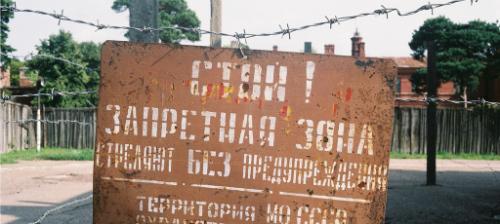 СТОЙ!
ЗАПРЕТНАЯ ЗОНА
СТРЕЛЯЮТ БЕЗ ПРЕДУПРЕЖДЕНИЯ
ТЕРРИТОРИЯ МО СССР